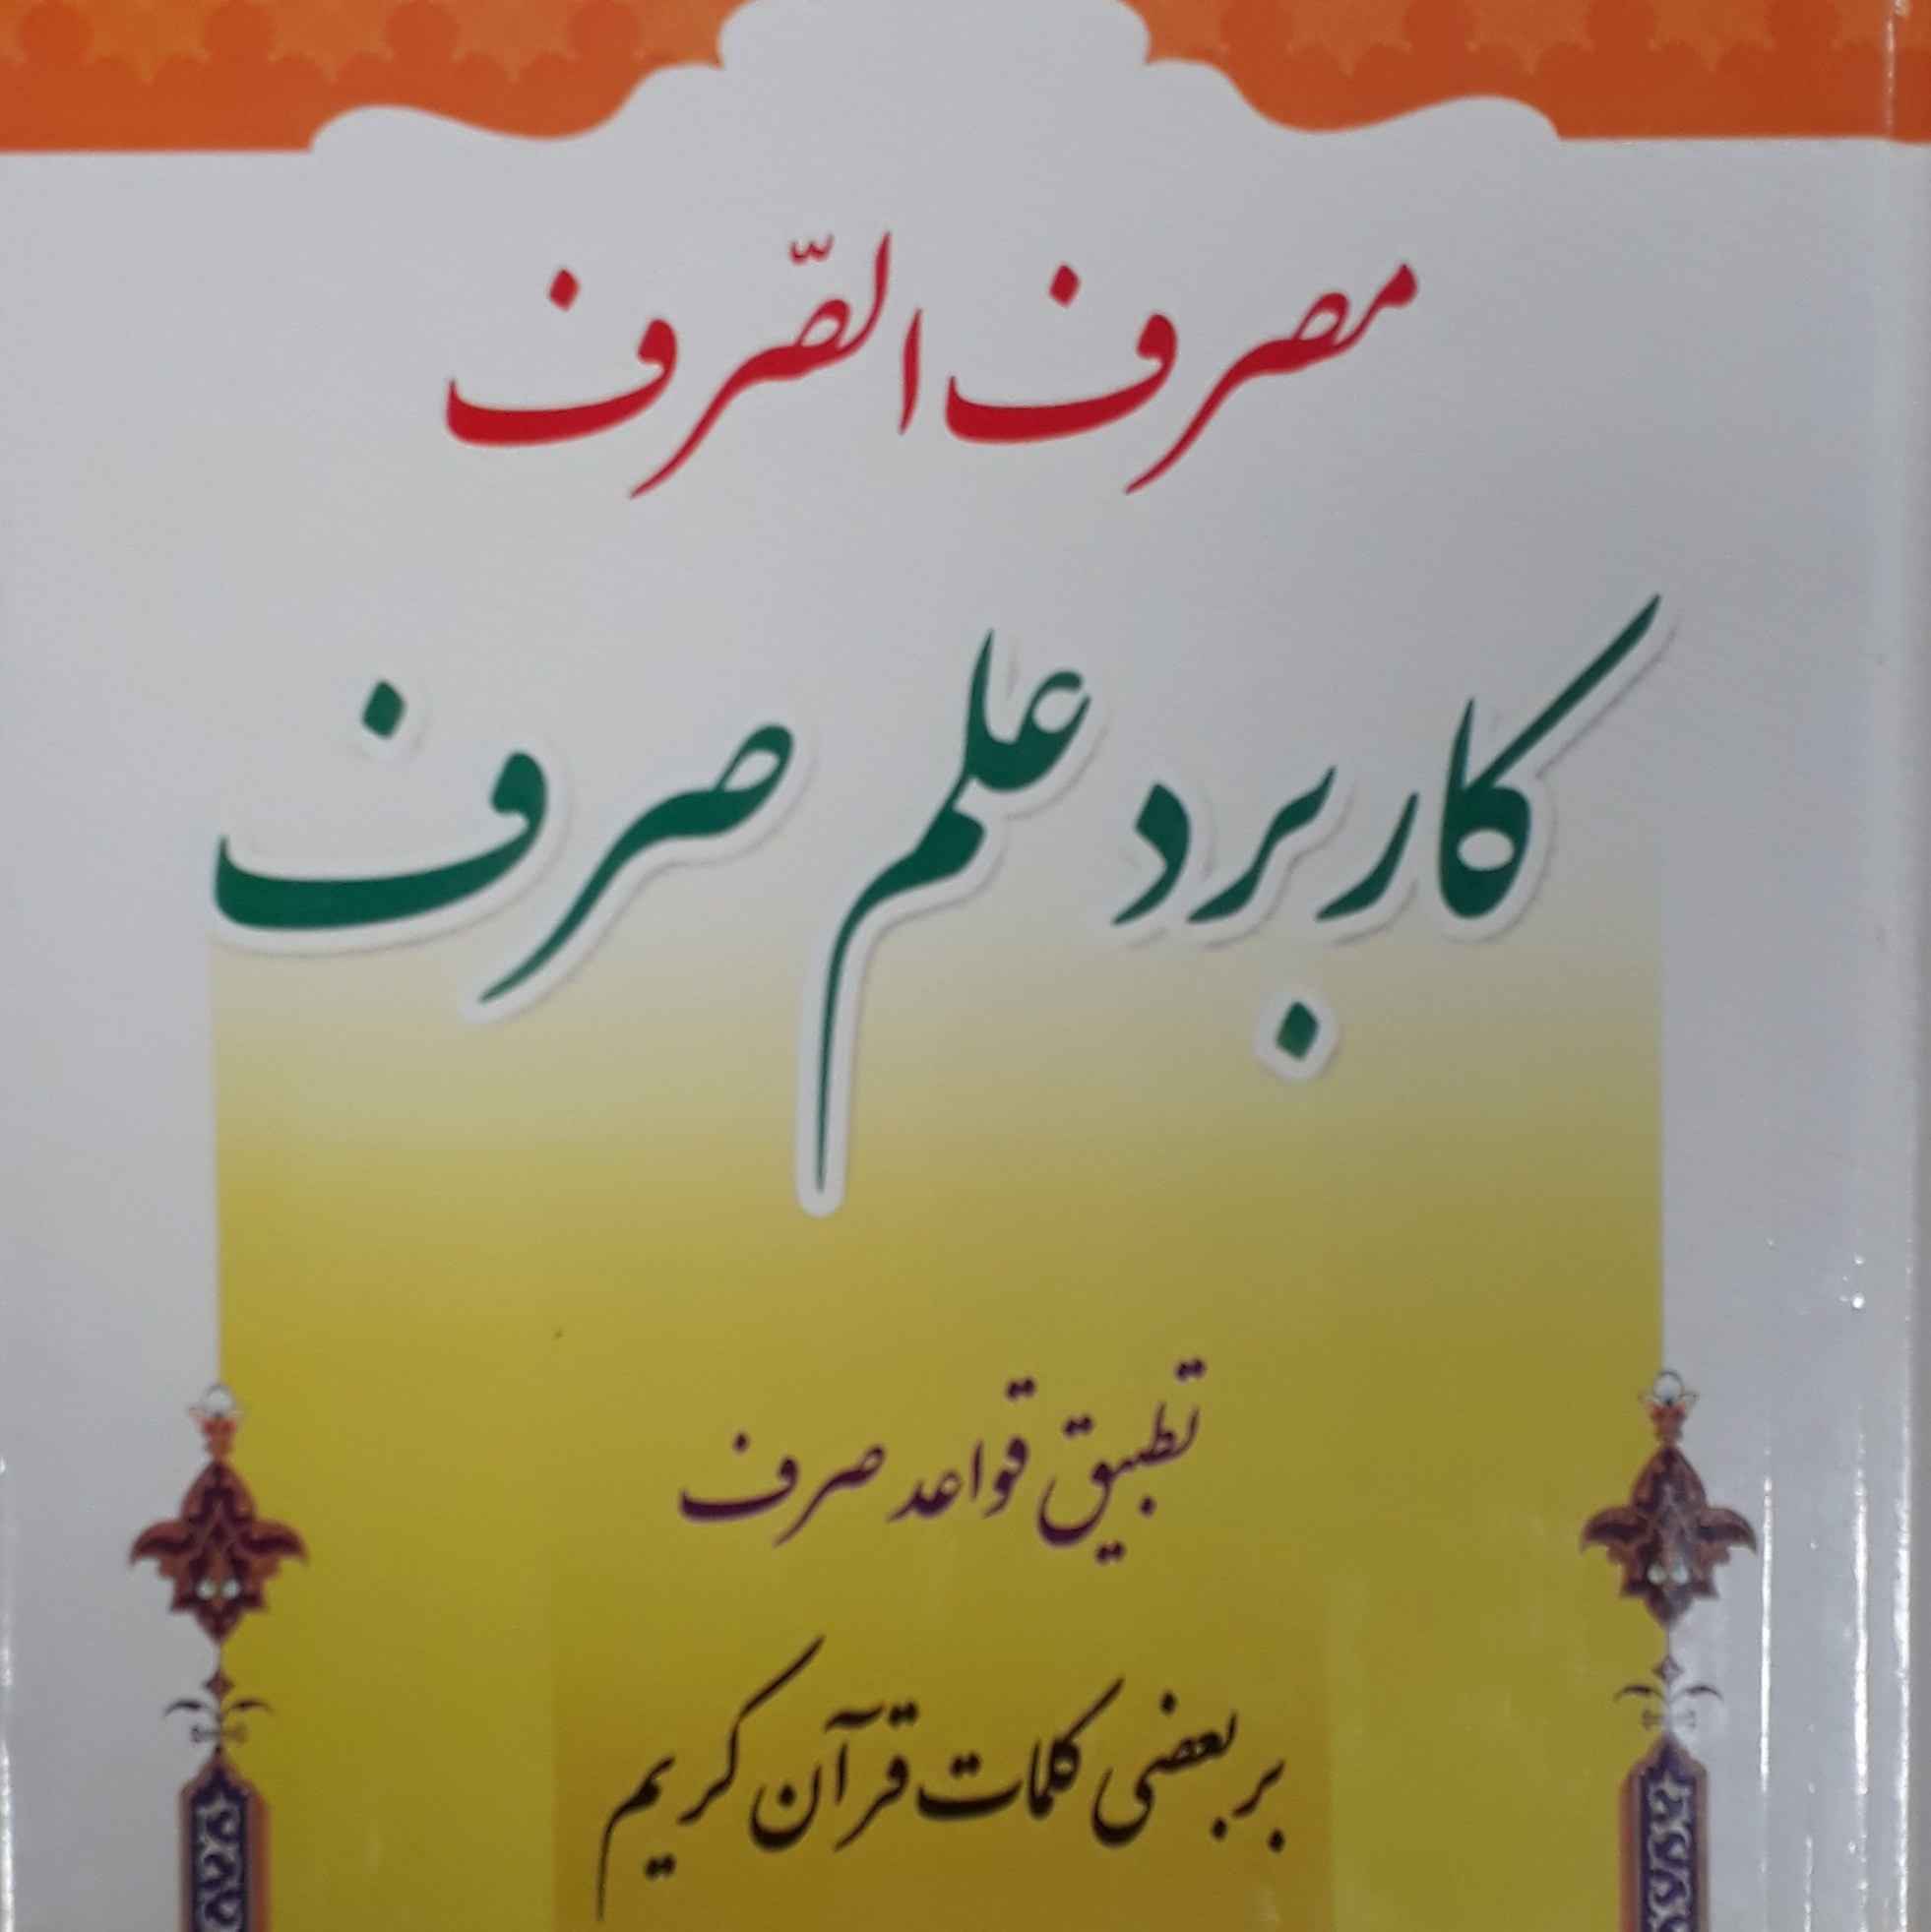 مصرف الصّرف
کاربرد علم صرف
تطبیق قواعد صرف
بر بعضی کلمات قرآن کریم